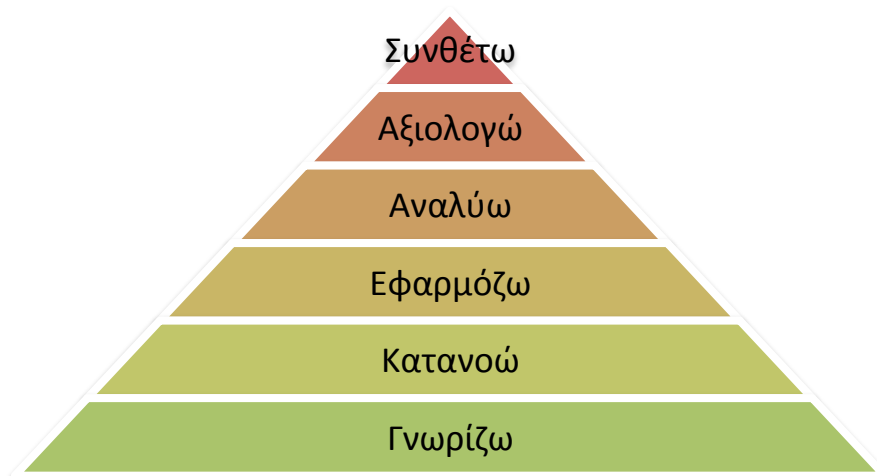 Συνθέτω
Αξιολογώ
Αναλύω
Εφαρμόζω
Κατανοώ
Γνωρίζω